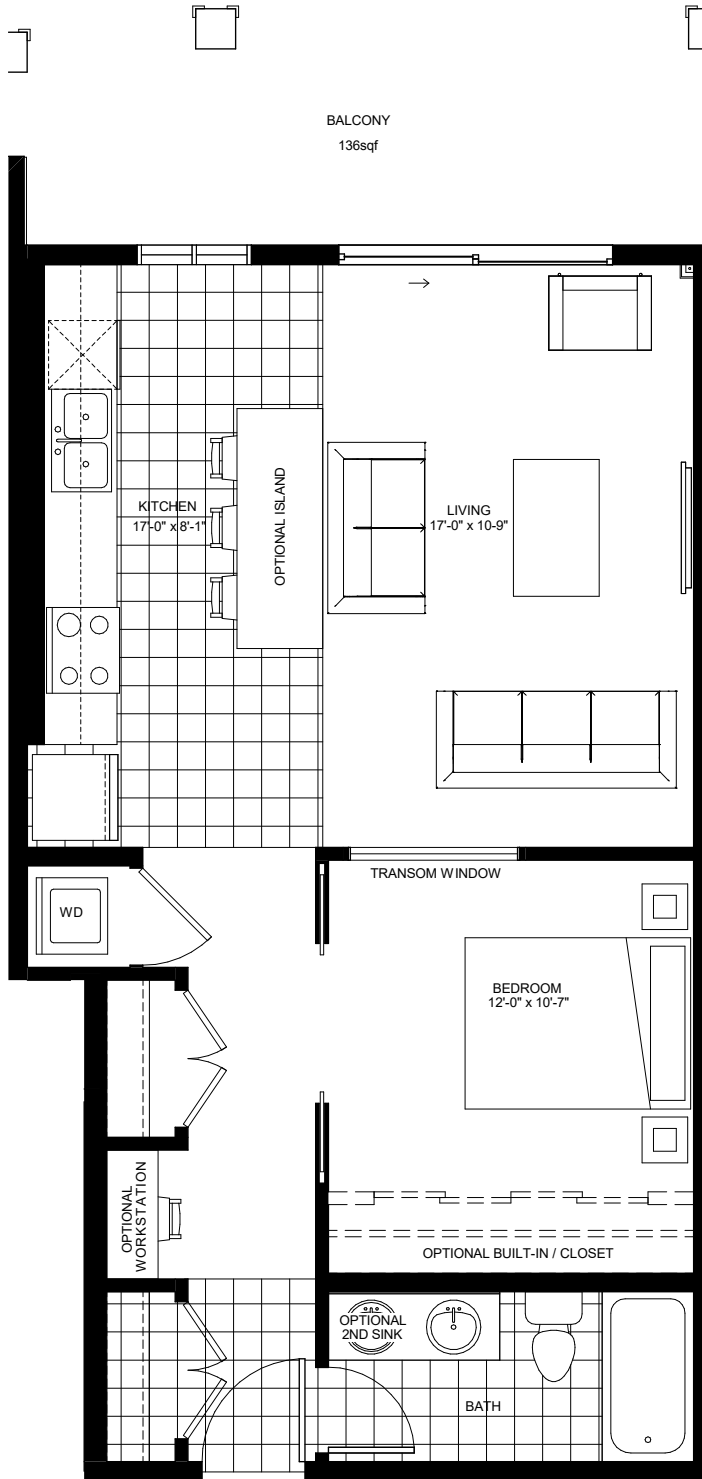 BALCONY
136sqf
KITCHEN
17'-0" x 8'-1"
OPTIONAL ISLAND
LIVING
17'-0" x 10-9"
TRANSOM WINDOW
WD
BEDROOM
12'-0" x 10'-7"
OPTIONAL
WORKSTATION
OPTIONAL BUILT-IN / CLOSET
OPTIONAL
2ND SINK
BATH